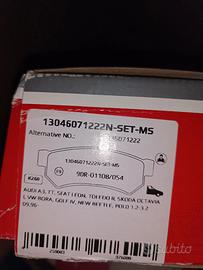 13046071222N-SET-MS
Alternative NO.:
13046071222N-SET-MS
90R-01108/054
K260
AUDI A3, TT, SEAT LEON, TOLEDO II, SKODA OCTAVIA
I, VW BORA, GOLF IV, NEW BEETLE, POLO 1.2-3.2
09.96-
Subito